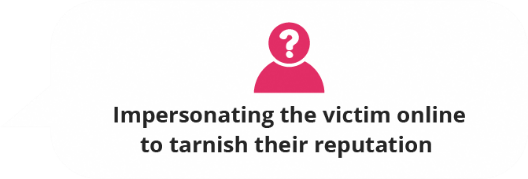 ?
Impersonating the victim online
to tarnish their reputation